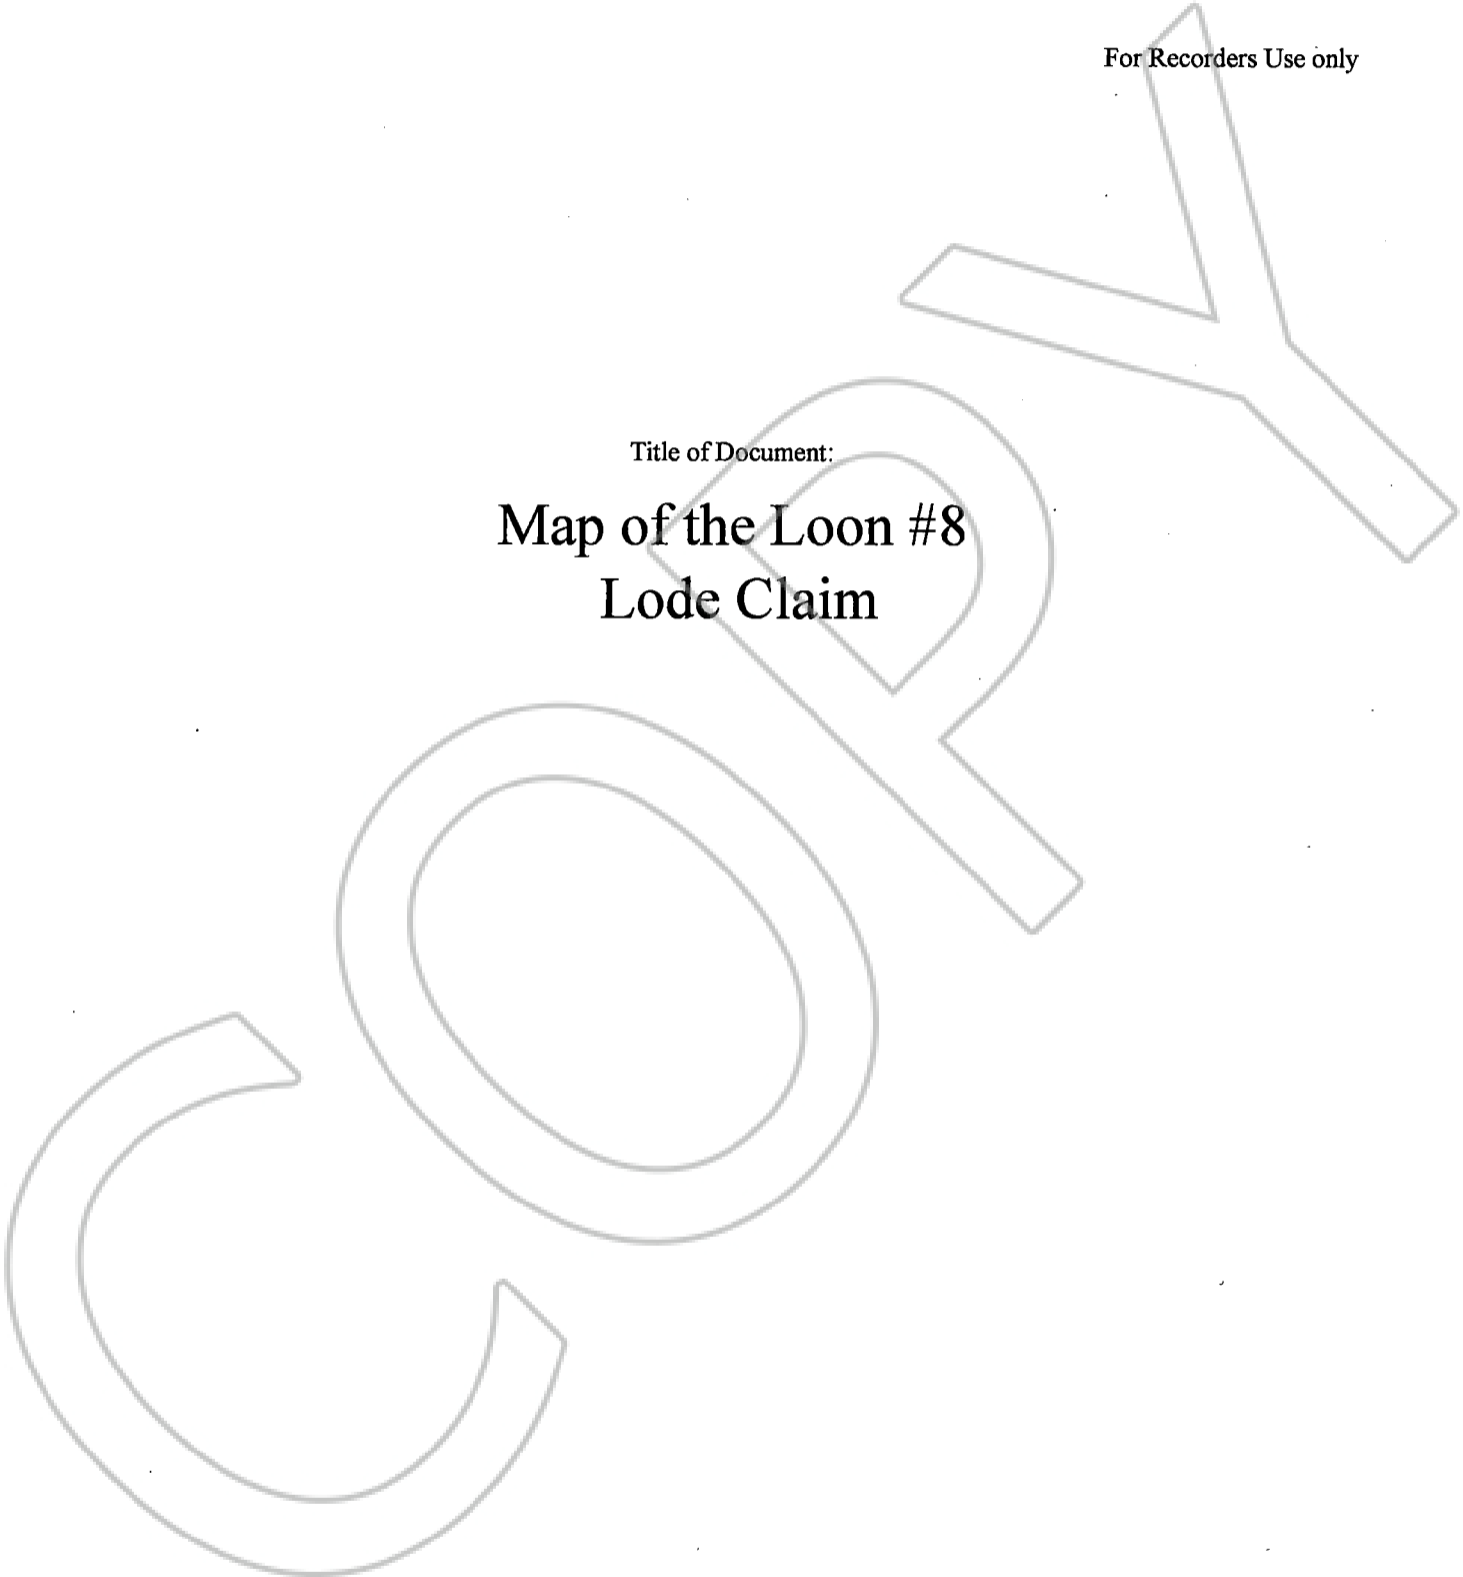 For Recorders Use only
Title of Document:
Map of the Loon #8
Lode Claim
COPY